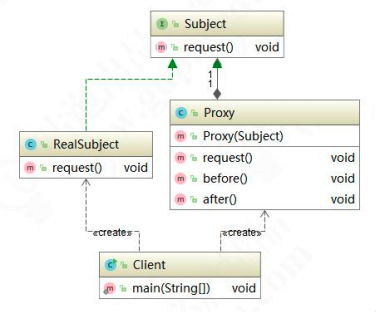 Subject
request() void
1
1
Proxy
Proxy(Subject)
request() void
before() void
after() void
RealSubject
request() void
«create»
«create»
Client
main(String[]) void